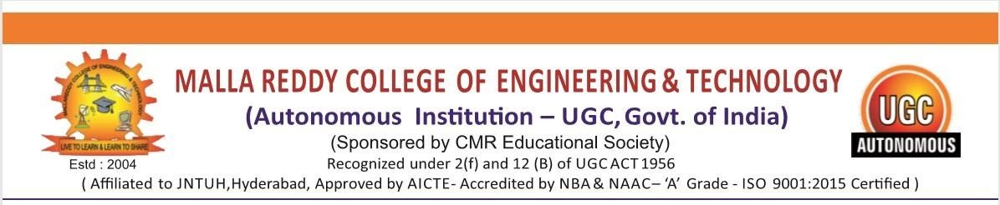 MALLAREDDY COLLEGE OF ENGINEERING & TECHNOLOGY
LIVE TO LEARN & LEARN TO SHARE
Estd : 2004
MALLA REDDY COLLEGE OF ENGINEERING & TECHNOLOGY
(Autonomous Institution – UGC, Govt. of India)
(Sponsored by CMR Educational Society)
Recognized under 2(f) and 12 (B) of UGC ACT 1956
( Affiliated to JNTUH,Hyderabad, Approved by AICTE- Accredited by NBA & NAAC– ‘A’ Grade - ISO 9001:2015 Certified )
UGC
AUTONOMOUS